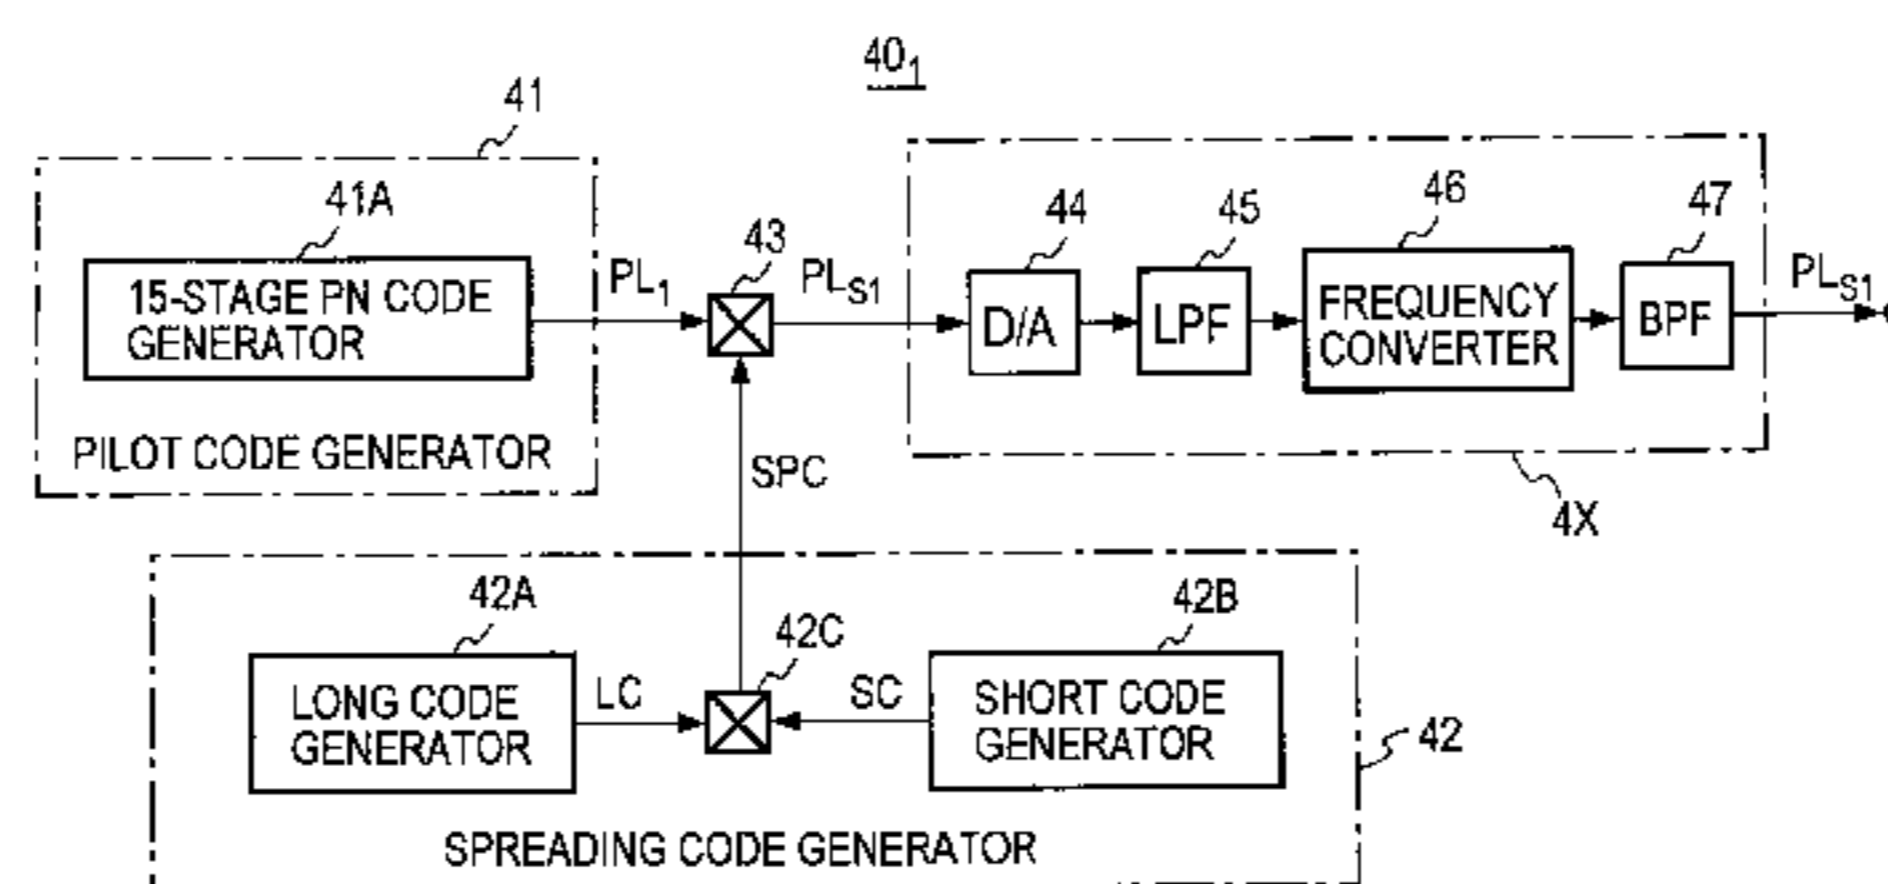 40₁
41
41A
15-STAGE PN CODE
GENERATOR
PILOT CODE GENERATOR
PL₁
43
PL_S1
44
D/A
45
LPF
46
FREQUENCY
CONVERTER
47
BPF
PL_S1
4X
SPC
42A
LONG CODE
GENERATOR
LC
42C
SC
42B
SHORT CODE
GENERATOR
42
SPREADING CODE GENERATOR